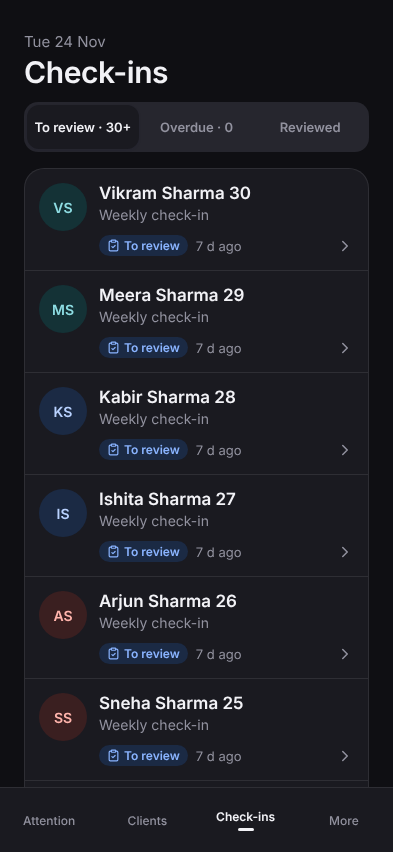 Tue 24 Nov
Check-ins
To review · 30+ Overdue · 0 Reviewed
VS
Vikram Sharma 30
Weekly check-in
To review 7 d ago
MS
Meera Sharma 29
Weekly check-in
To review 7 d ago
KS
Kabir Sharma 28
Weekly check-in
To review 7 d ago
IS
Ishita Sharma 27
Weekly check-in
To review 7 d ago
AS
Arjun Sharma 26
Weekly check-in
To review 7 d ago
SS
Sneha Sharma 25
Weekly check-in
To review 7 d ago
Attention Clients Check-ins More